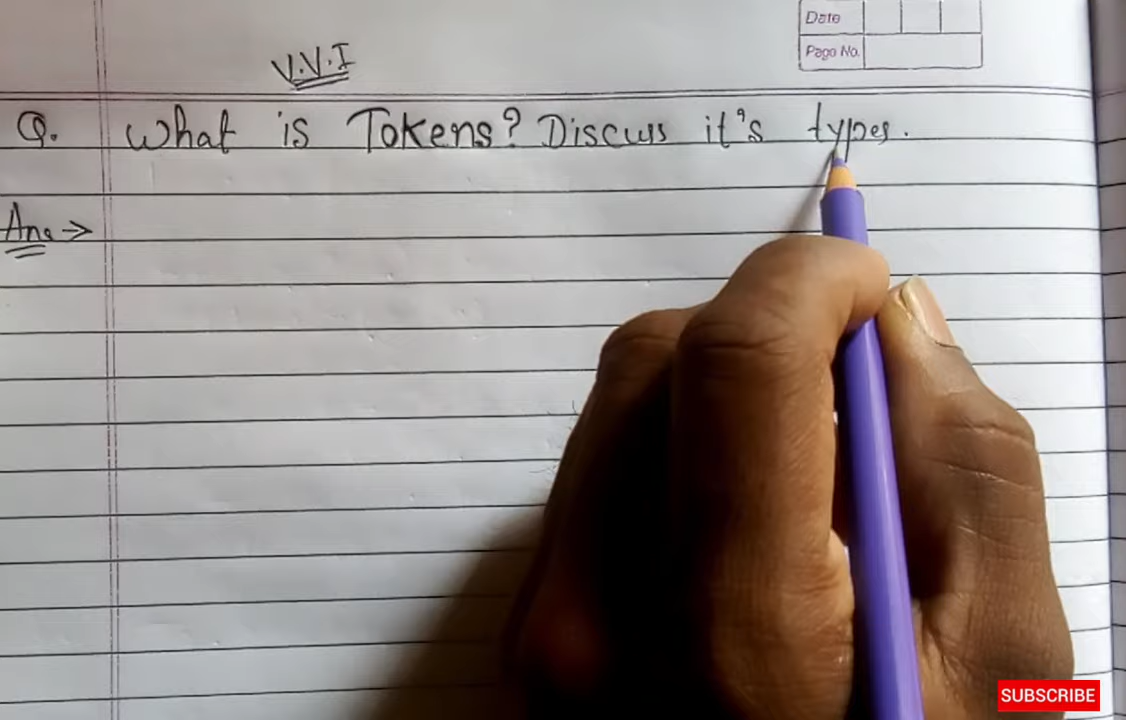 Date
Page No.
V.V.I
Q. What is Tokens? Discuss it's types.
Ans →
SUBSCRIBE